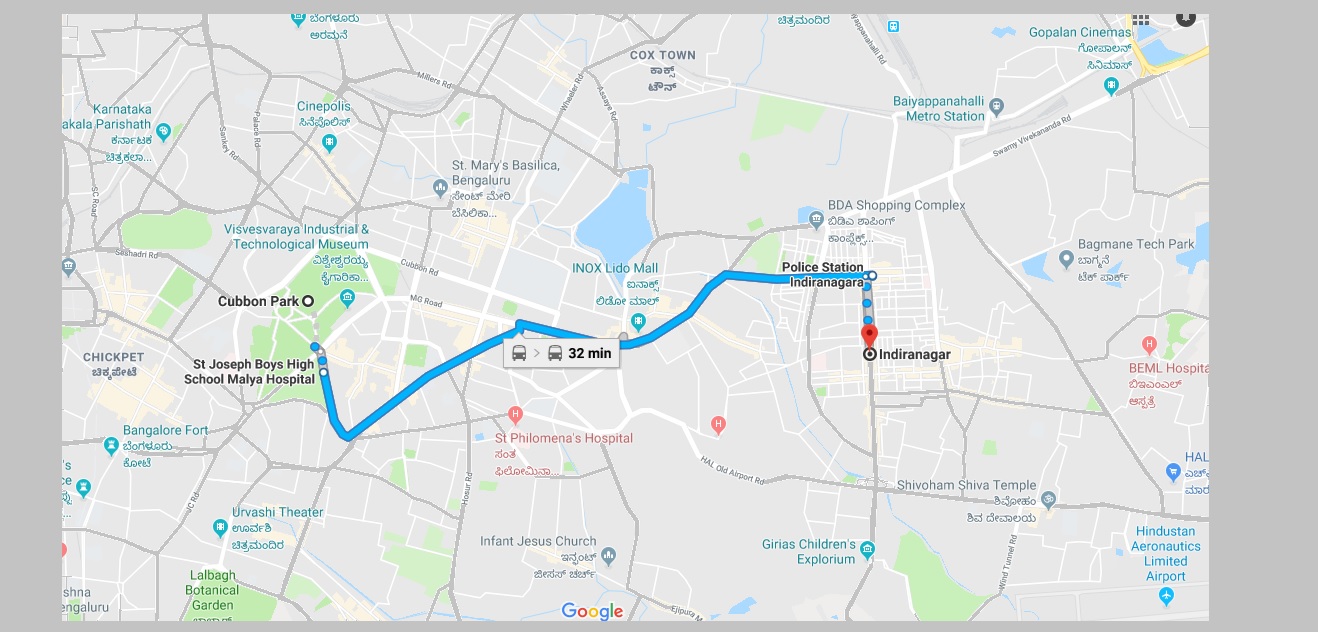 ಬೆಂಗಳೂರು
ಅರಮನೆ
ಚಿತ್ರಮಂದಿರ
COX TOWN
ಕಾಕ್ಸ್
ಟೌನ್
Gopalan Cinemas
ಗೋಪಾಲನ್
ಸಿನಿಮಾಸ್
Millers Rd
Wheeler Rd
Assaye Rd
Baiyappanahalli
Metro Station
Swamy Vivekananda Rd
Karnataka
akala Parishath
ಕರ್ನಾಟಕ
ಚಿತ್ರಕಲಾ...
Cinepolis
ಸಿನೆಪೊಲಿಸ್
Sankey Rd
Palace Rd
SC Road
St. Mary's Basilica,
Bengaluru
ಸೇಂಟ್ ಮೇರಿ
ಬೆಸಿಲಿಕಾ...
BDA Shopping Complex
ಬಿಡಿಎ ಶಾಪಿಂಗ್
ಕಾಂಪ್ಲೆಕ್ಸ್...
Visvesvaraya Industrial &
Technological Museum
ವಿಶ್ವೇಶ್ವರಯ್ಯ
ಕೈಗಾರಿಕಾ...
Seshadri Rd
Cubbon Rd
MG Road
INOX Lido Mall
ಐನಾಕ್ಸ್
ಲಿಡೋ ಮಾಲ್
Police Station
Indiranagara
Bagmane Tech Park
ಬಾಗ್ಮನೆ
ಟೆಕ್ ಪಾರ್ಕ್
Cubbon Park
32 min
Indiranagar
CHICKPET
ಚಿಕ್ಕಪೇಟೆ
St Joseph Boys High
School Malya Hospital
BEML Hospita
ಬಿಇಎಂಎಲ್
ಆಸ್ಪತ್ರೆ
Bangalore Fort
ಬೆಂಗಳೂರು
ಕೋಟೆ
St Philomena's Hospital
ಸಂತ
ಫಿಲೋಮಿನಾ...
HAL Old Airport Rd
HAL
Shivoham Shiva Temple
ಶಿವೋಹಂ
ಶಿವ ದೇವಾಲಯ
JC Rd
Hosur Rd
Urvashi Theater
ಊರ್ವಶಿ
ಚಿತ್ರಮಂದಿರ
Infant Jesus Church
ಇನ್ಫಂಟ್
ಜೀಸಸ್ ಚರ್ಚ್
Girias Children's
Explorium
Wind Tunnel Rd
Hindustan
Aeronautics
Limited
Airport
Lalbagh
Botanical
Garden
Google